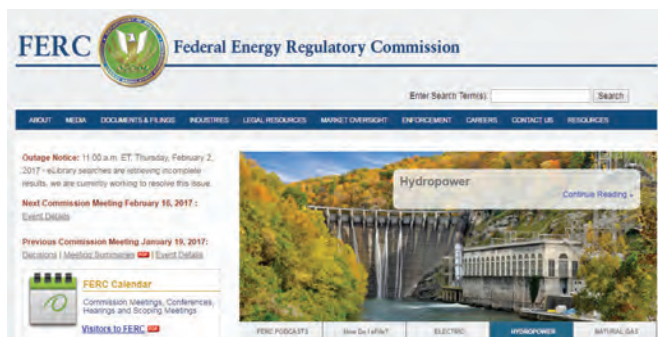 FERC Federal Energy Regulatory Commission
Enter Search Term(s): Search
ABOUT MEDIA DOCUMENTS & FILINGS INDUSTRIES LEGAL RESOURCES MARKET OVERSIGHT ENFORCEMENT CAREERS CONTACT US RESOURCES
Outage Notice: 11:00 a.m. ET, Thursday, February 2,
2017 - eLibrary searches are retrieving incomplete
results, we are currently working to resolve this issue.
Next Commission Meeting February 16, 2017 :
Event Details
Previous Commission Meeting January 19, 2017:
Decisions | Meeting Summaries PDF | Event Details
FERC Calendar
Commission Meetings, Conferences,
Hearings and Scoping Meetings
Visitors to FERC PDF
Hydropower
Continue Reading
FERC PODCASTS How Do I eFile? ELECTRIC HYDROPOWER NATURAL GAS